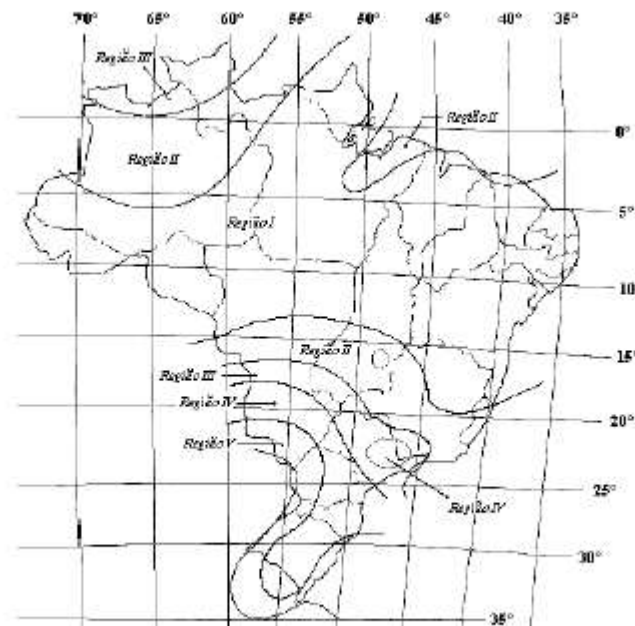 70° 65° 60° 55° 50° 45° 40° 35°
Região III
Região II
0°
Região II
5°
Região I
10°
15°
Região II
Região III
Região IV
20°
Região V
25°
Região IV
30°
35°